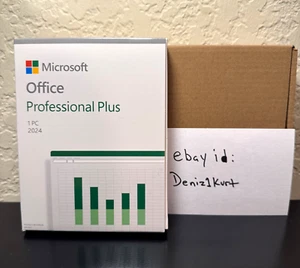 Microsoft
Office
Professional Plus
1 PC
2024
ebay id:
Deniz1Kurt